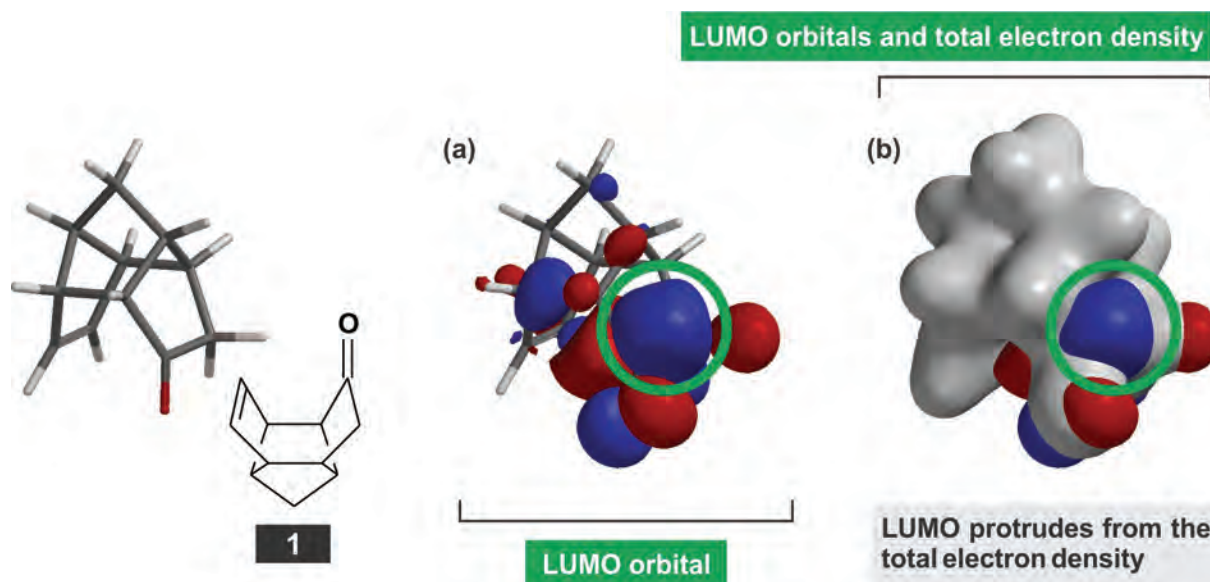 LUMO orbitals and total electron density
(a)
(b)
O
1
LUMO orbital
LUMO protrudes from the
total electron density